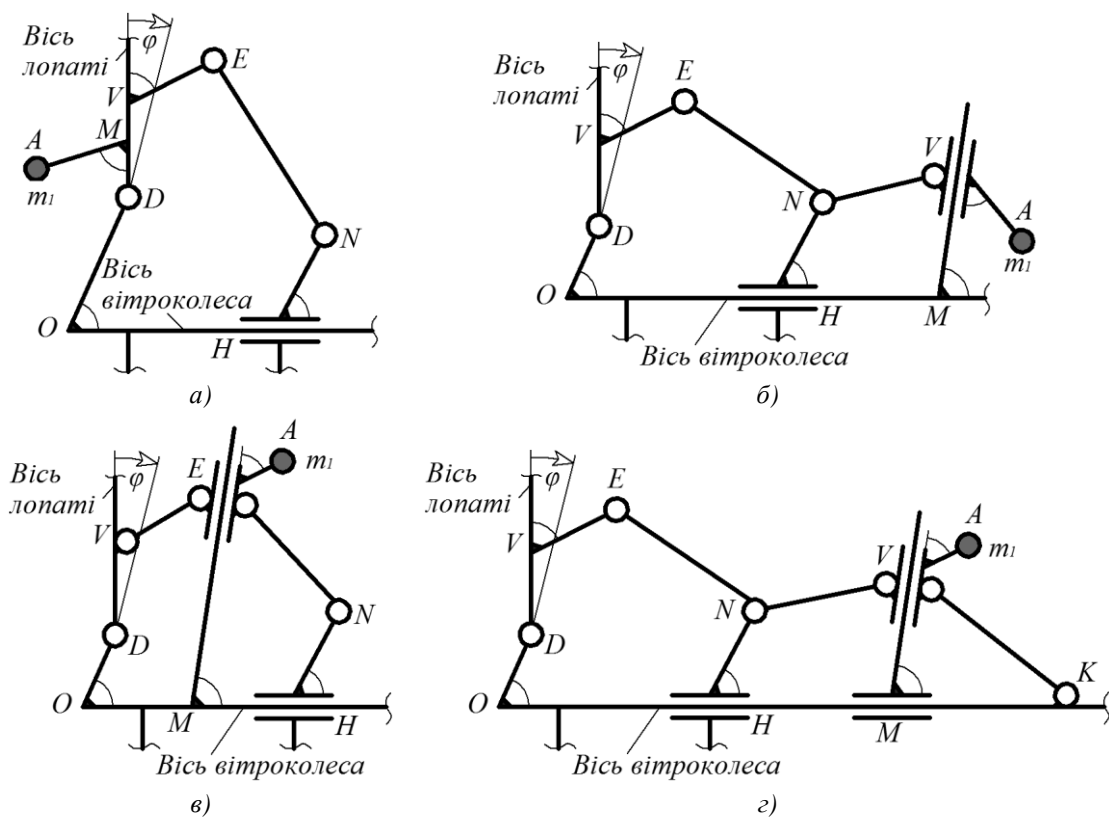 Вісь
лопаті
φ
E
V
M
A
m1
D
N
Вісь
вітроколеса
O
H
а)
Вісь
лопаті
φ
E
V
V
A
m1
N
D
O
H
M
Вісь вітроколеса
б)
Вісь
лопаті
φ
E
A
m1
V
N
D
O
M
H
Вісь вітроколеса
в)
Вісь
лопаті
φ
E
V
A
m1
V
N
D
K
O
H
M
Вісь вітроколеса
г)